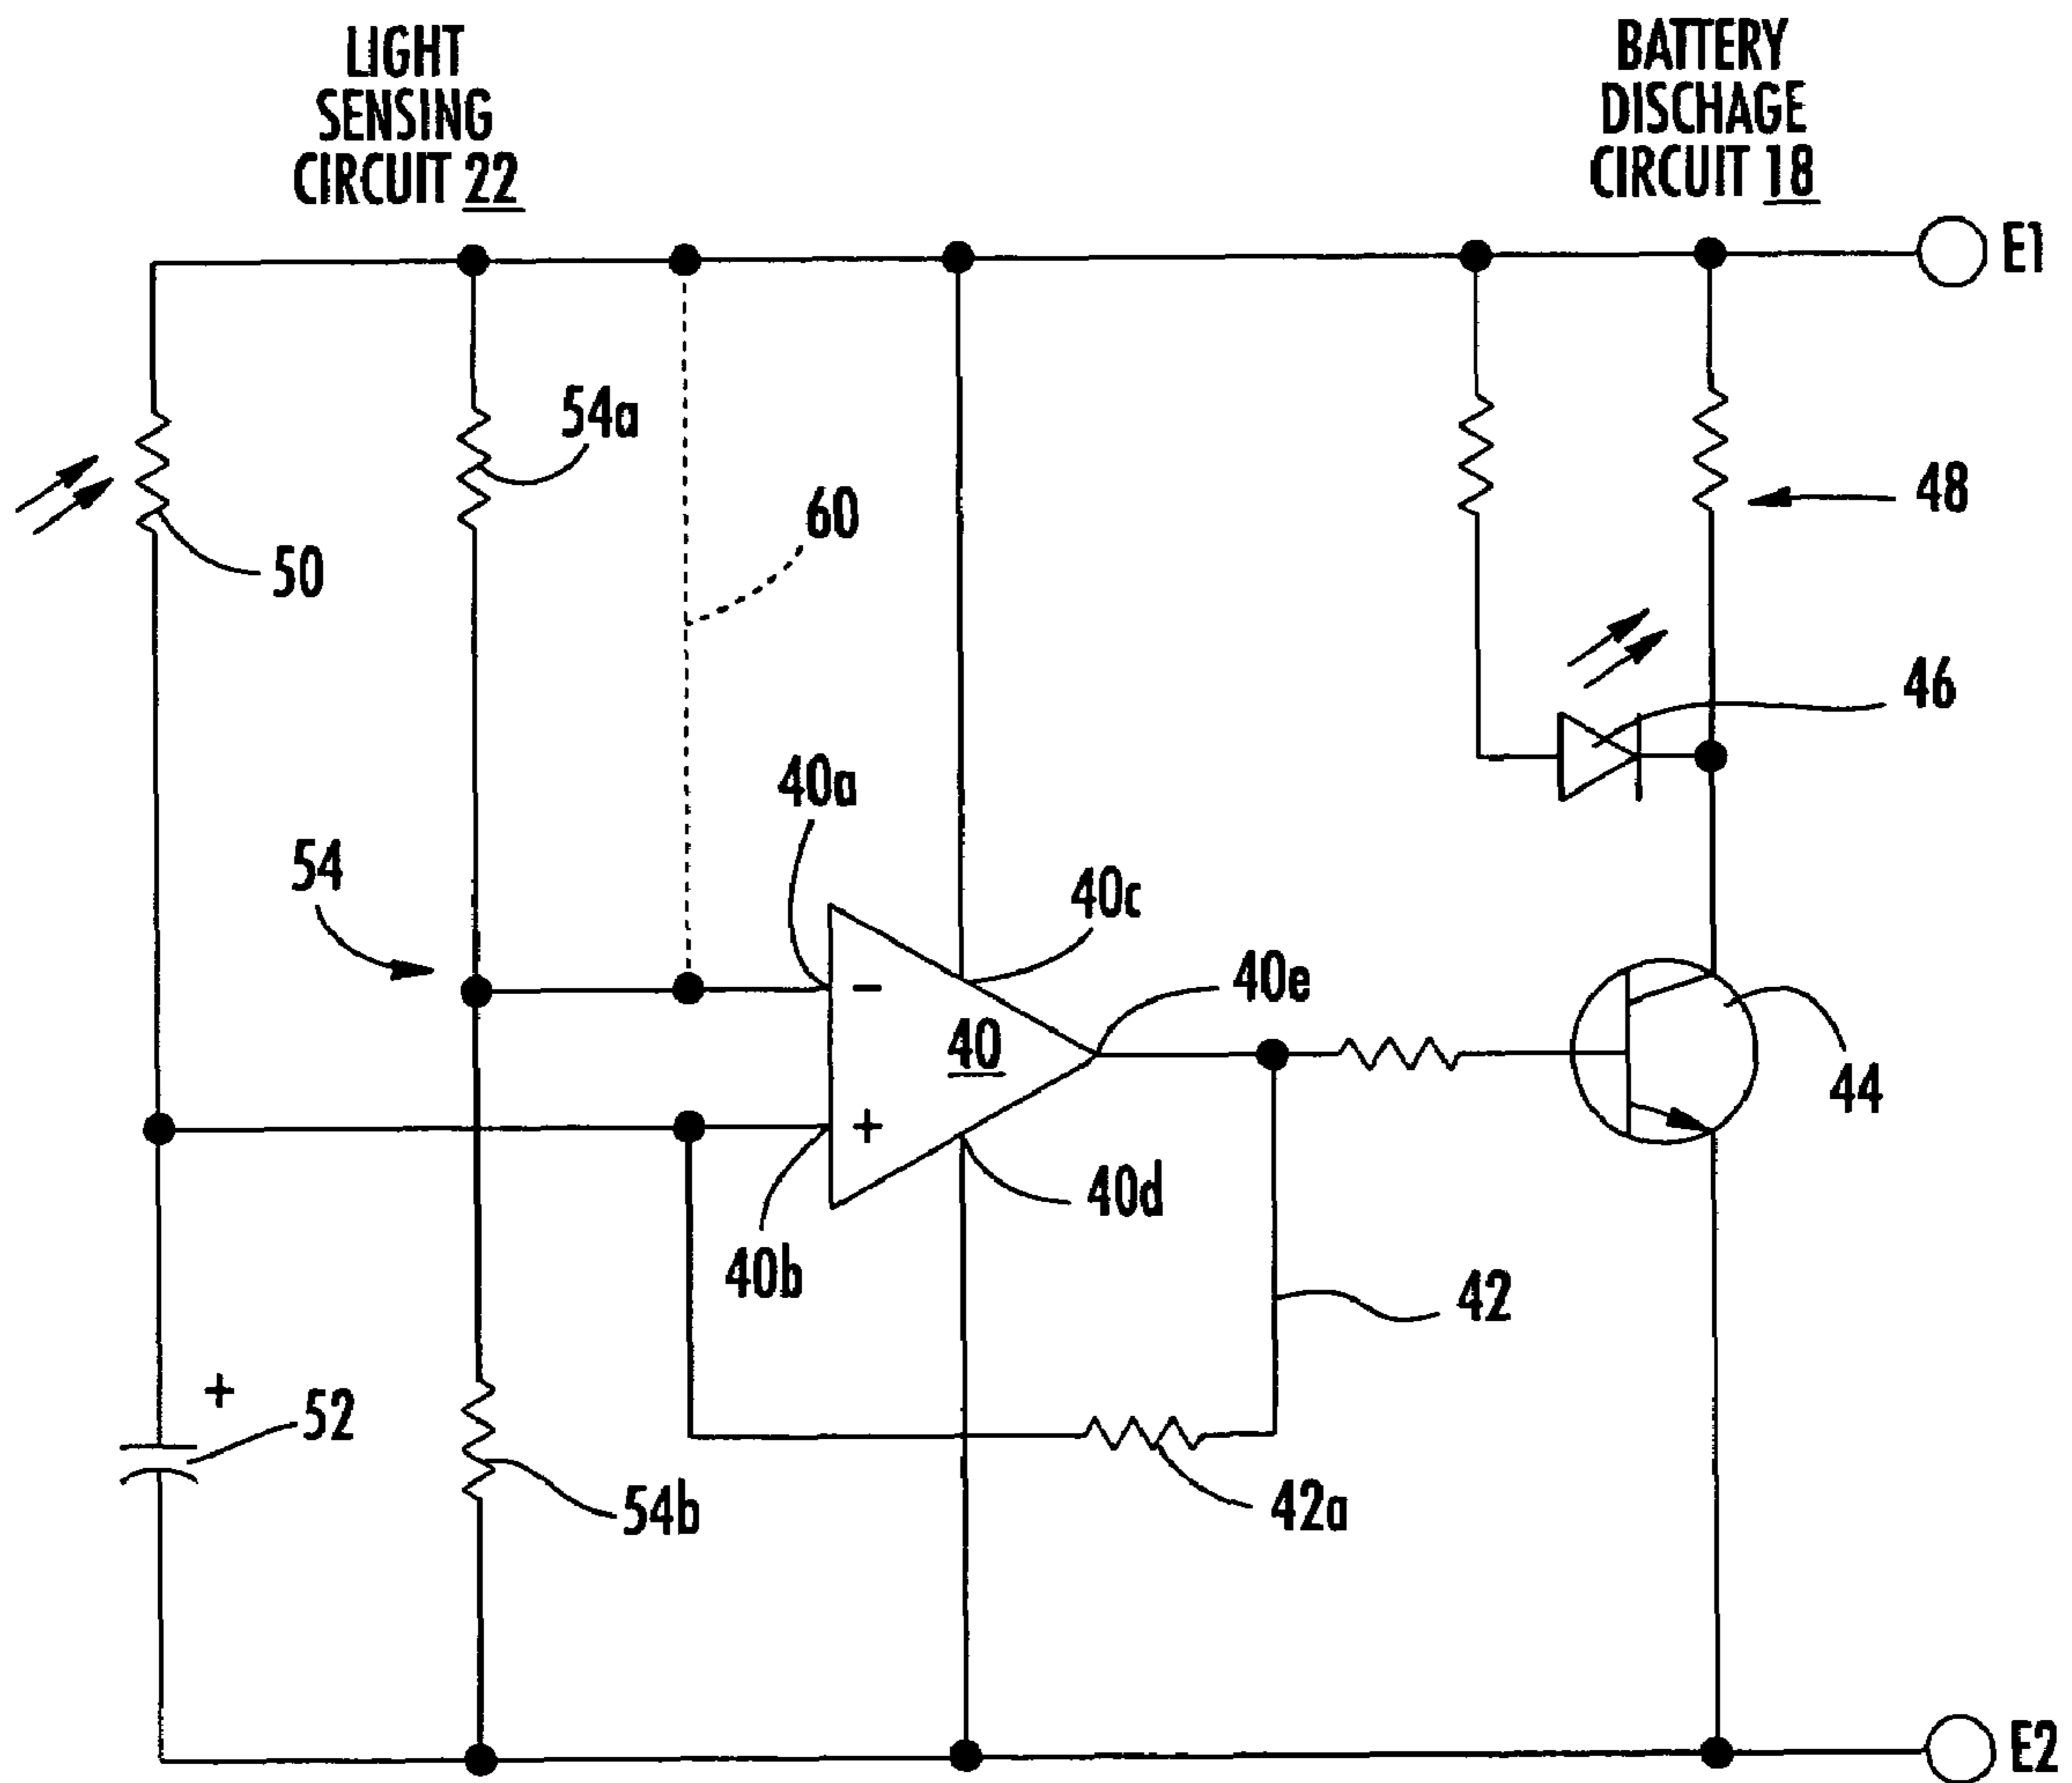 LIGHT
SENSING
CIRCUIT 22
BATTERY
DISCHAGE
CIRCUIT 18
E1
54a
60
48
50
46
40a
54
40c
40e
-
40
44
+
40d
40b
42
+
52
54b
42a
E2